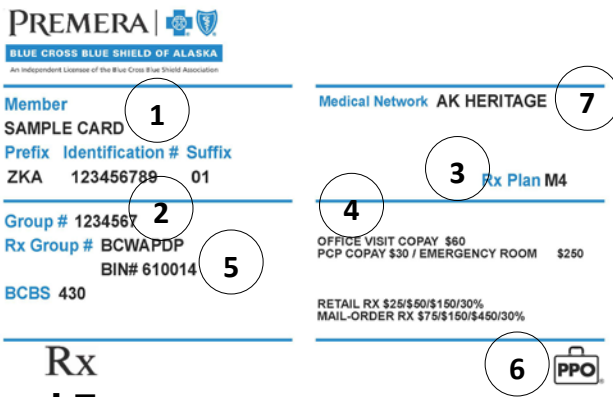 PREMERA
BLUE CROSS BLUE SHIELD OF ALASKA
An Independent Licensee of the Blue Cross Blue Shield Association
Member 1
SAMPLE CARD
Prefix Identification # Suffix
ZKA 123456789 01
2
Group # 1234567
Rx Group # BCWAPDP
BIN# 610014 5
BCBS 430
Rx
Medical Network AK HERITAGE 7
3 Rx Plan M4
4
OFFICE VISIT COPAY $60
PCP COPAY $30 / EMERGENCY ROOM $250
RETAIL RX $25/$50/$150/30%
MAIL-ORDER RX $75/$150/$450/30%
6 PPO